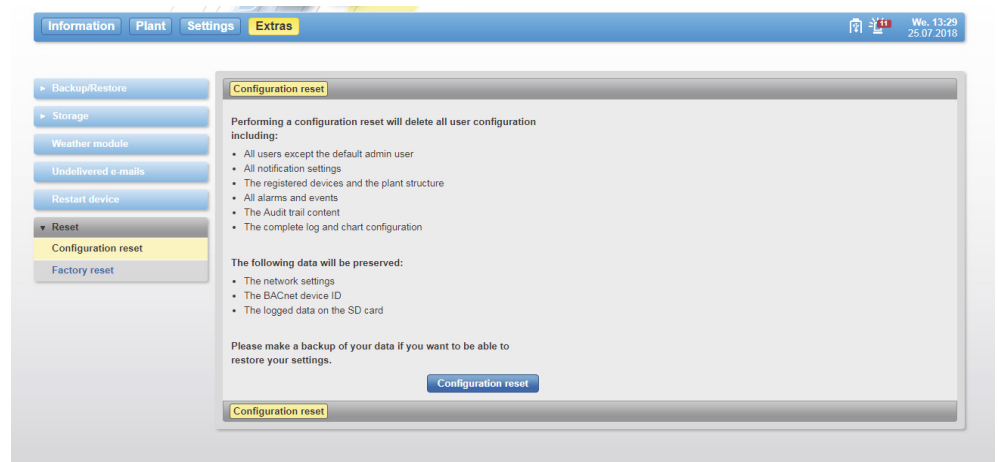 Information Plant Settings Extras 11 We. 13:29
25.07.2018
Backup/Restore
Storage
Weather module
Undelivered e-mails
Restart device
Reset
Configuration reset
Factory reset
Configuration reset
Performing a configuration reset will delete all user configuration
including:
• All users except the default admin user
• All notification settings
• The registered devices and the plant structure
• All alarms and events
• The Audit trail content
• The complete log and chart configuration
The following data will be preserved:
• The network settings
• The BACnet device ID
• The logged data on the SD card
Please make a backup of your data if you want to be able to
restore your settings.
Configuration reset
Configuration reset